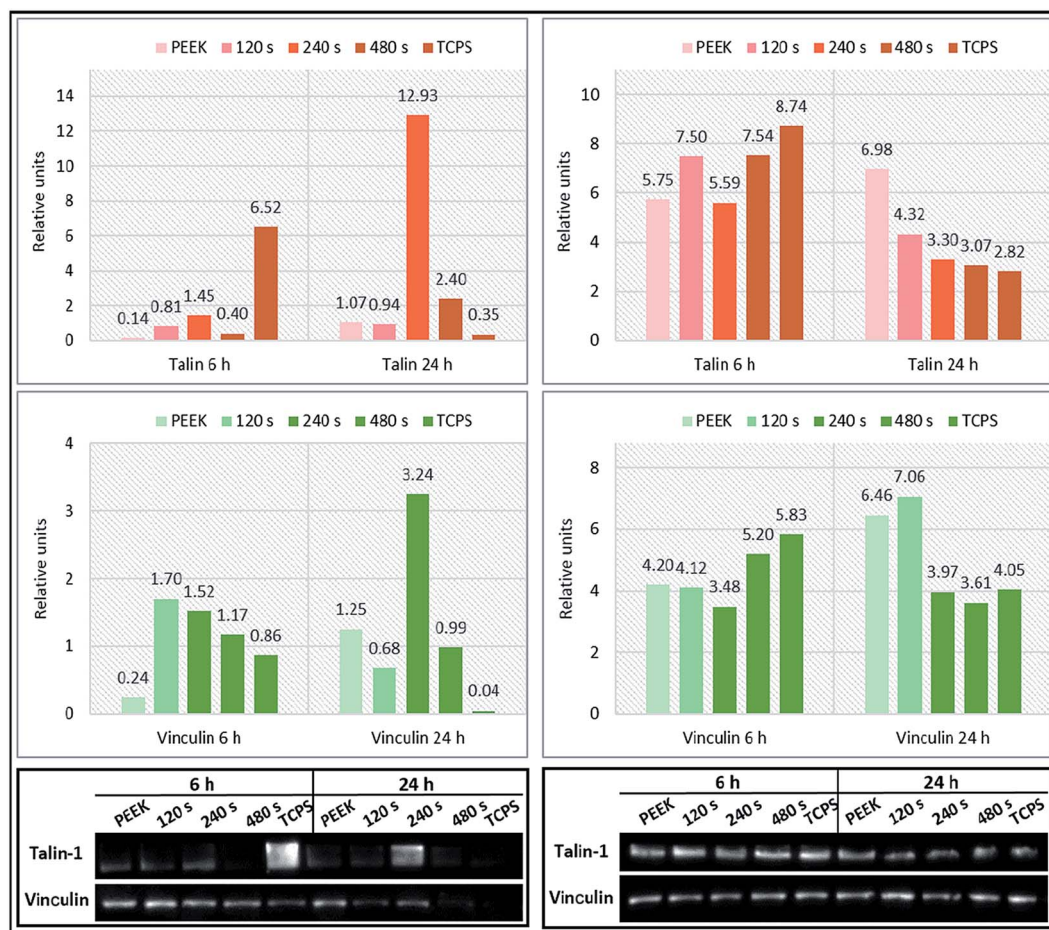 PEEK 120 s 240 s 480 s TCPS
Relative units
14
12
10
8
6
4
2
0
0.14 0.81 1.45 0.40 6.52
1.07 0.94 12.93 2.40 0.35
Talin 6 h Talin 24 h
PEEK 120 s 240 s 480 s TCPS
Relative units
10
8
6
4
2
0
5.75 7.50 5.59 7.54 8.74
6.98 4.32 3.30 3.07 2.82
Talin 6 h Talin 24 h
PEEK 120 s 240 s 480 s TCPS
Relative units
4
3
2
1
0
0.24 1.70 1.52 1.17 0.86
1.25 0.68 3.24 0.99 0.04
Vinculin 6 h Vinculin 24 h
PEEK 120 s 240 s 480 s TCPS
Relative units
8
6
4
2
0
4.20 4.12 3.48 5.20 5.83
6.46 7.06 3.97 3.61 4.05
Vinculin 6 h Vinculin 24 h
6 h 24 h
PEEK 120 s 240 s 480 s TCPS PEEK 120 s 240 s 480 s TCPS
Talin-1
Vinculin
6 h 24 h
PEEK 120 s 240 s 480 s TCPS PEEK 120 s 240 s 480 s TCPS
Talin-1
Vinculin